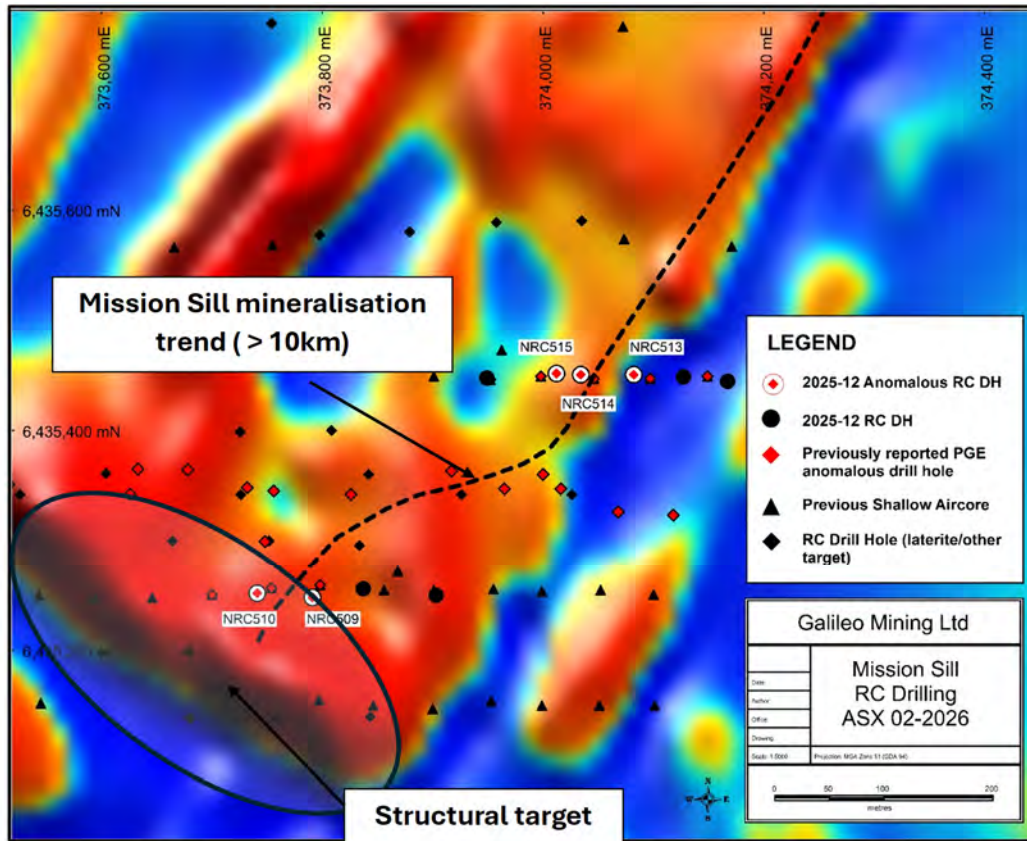 373,600 mE
373,800 mE
374,000 mE
374,200 mE
374,400 mE
6,435,600 mN
Mission Sill mineralisation
trend ( > 10km)
NRC515
NRC513
NRC514
6,435,400 mN
LEGEND
2025-12 Anomalous RC DH
2025-12 RC DH
Previously reported PGE
anomalous drill hole
Previous Shallow Aircore
RC Drill Hole (laterite/other
target)
NRC510
NRC509
mN
Structural target
Galileo Mining Ltd
Mission Sill
RC Drilling
ASX 02-2026
Date
Author
Office
Drawing
Scale: 1:5000
Projection: MGA Zone 51 (GDA 94)
N
W
E
S
0
50
100
200
metres